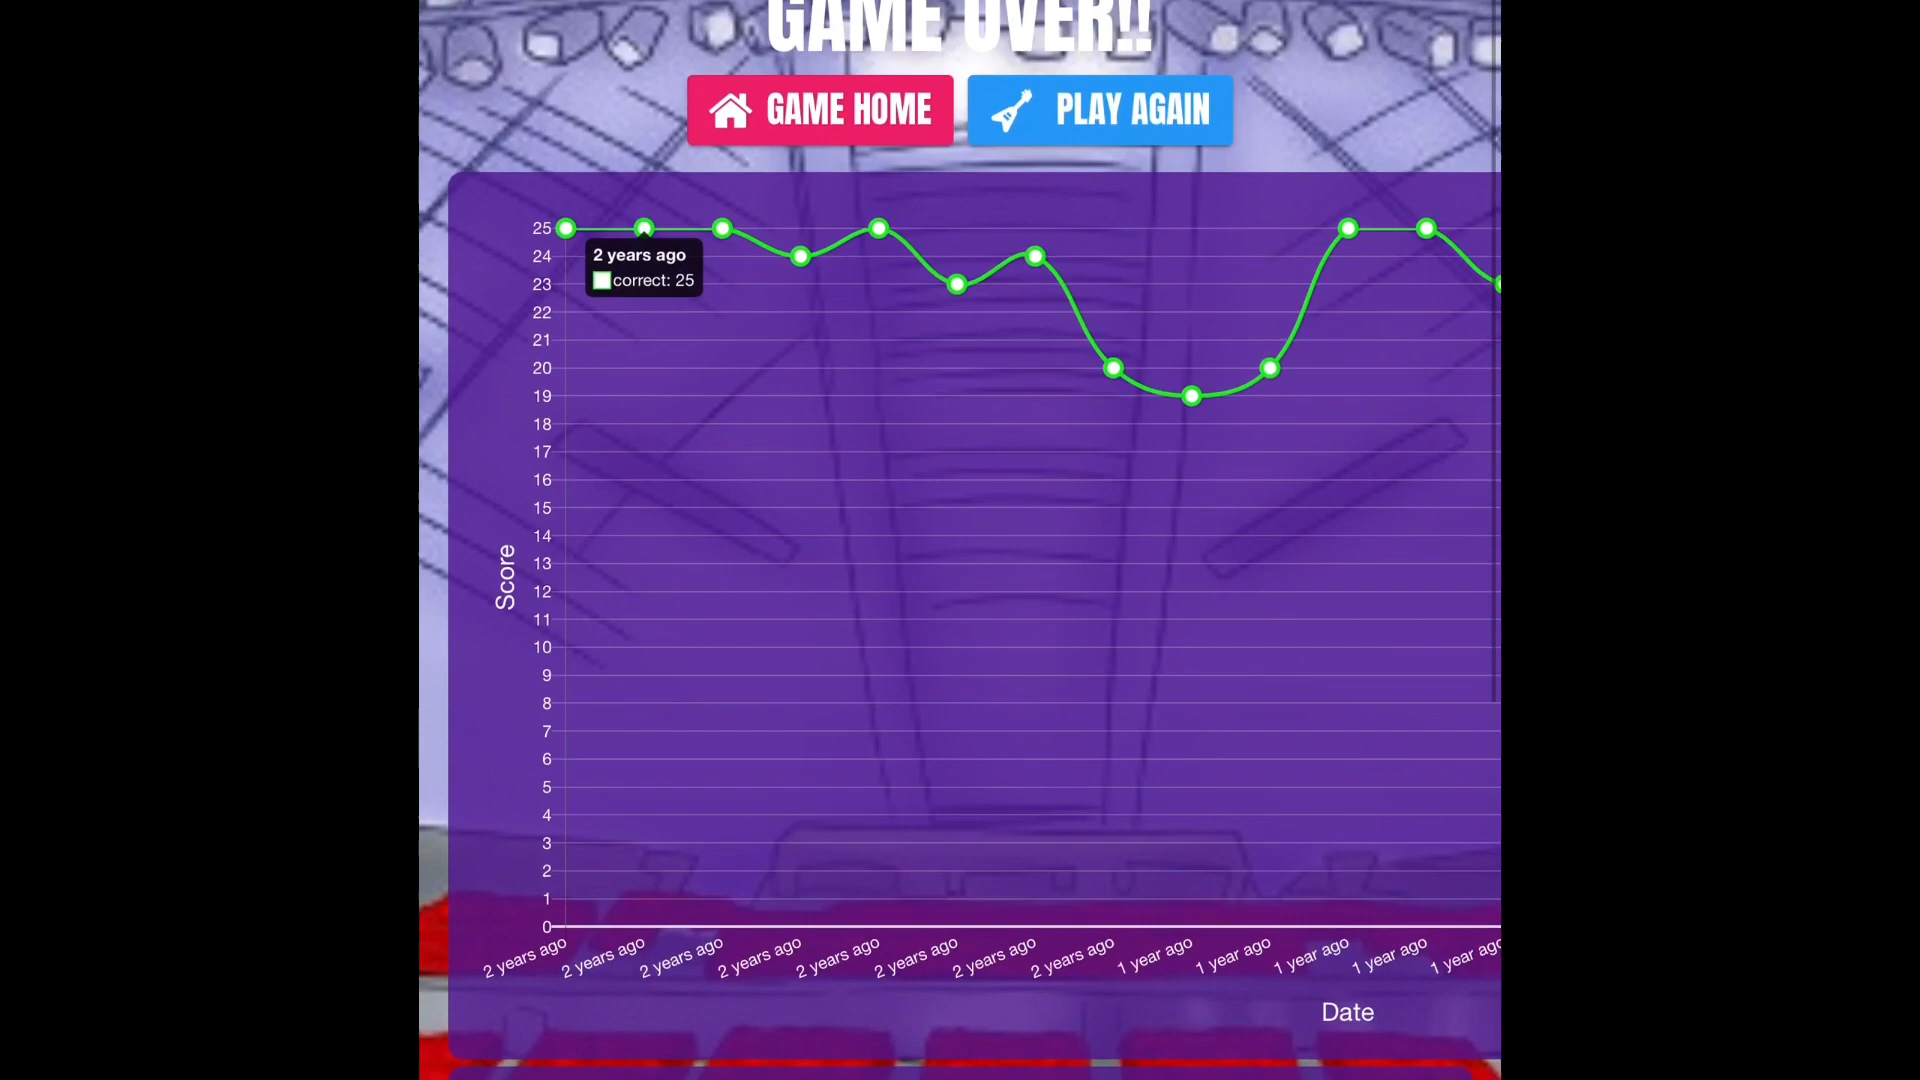 GAME OVER!!
GAME HOME
PLAY AGAIN
25
24
23
22
21
20
19
18
17
16
15
14
13
12
11
10
9
8
7
6
5
4
3
2
1
0
2 years ago
correct: 25
Score
2 years ago
2 years ago
2 years ago
2 years ago
2 years ago
2 years ago
2 years ago
2 years ago
1 year ago
1 year ago
1 year ago
1 year ago
1 year ago
Date